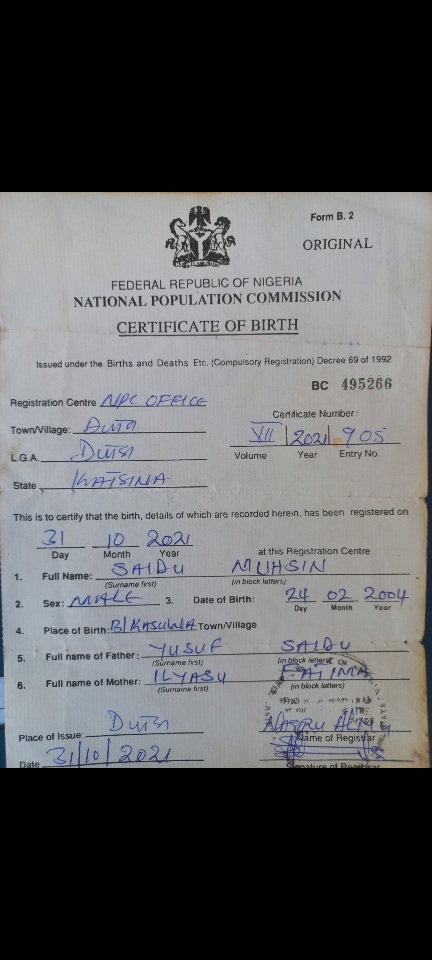 Form B. 2
ORIGINAL
FEDERAL REPUBLIC OF NIGERIA
NATIONAL POPULATION COMMISSION
CERTIFICATE OF BIRTH
Issued under the Births and Deaths Etc. (Compulsory Registration) Decree 69 of 1992
BC 495266
Registration Centre NPC OFFICE
Certificate Number:
Town/Village: Dutsi
VII 2021 905
L.G.A. Dutsi
Volume Year Entry No.
State KATSINA
This is to certify that the birth, details of which are recorded herein, has been registered on
31 10 2021
Day Month Year at this Registration Centre
1. Full Name: SAIDU MUHSIN
(Surname first) (in block letters)
2. Sex: MALE 3. Date of Birth: 24 02 2004
Day Month Year
4. Place of Birth: B/KASUWA Town/Village
5. Full name of Father: YUSUF SAIDU
(Surname first) (in block letters)
6. Full name of Mother: ILYASU FATIMA
(Surname first) (in block letters)
Place of Issue: Dutsi
Name of Registrar
Date 31/10/2021
Signature of Registrar